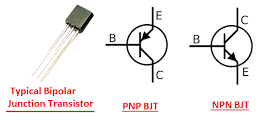 E
B
C
C
B
E
Typical Bipolar
Junction Transistor
PNP BJT
NPN BJT